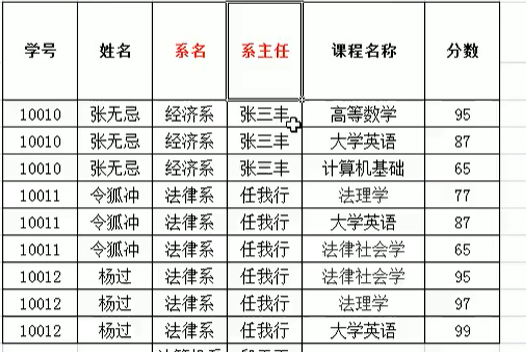 学号 姓名 系名 系主任 课程名称 分数
10010 张无忌 经济系 张三丰 高等数学 95
10010 张无忌 经济系 张三丰 大学英语 87
10010 张无忌 经济系 张三丰 计算机基础 65
10011 令狐冲 法律系 任我行 法理学 77
10011 令狐冲 法律系 任我行 大学英语 87
10011 令狐冲 法律系 任我行 法律社会学 65
10012 杨过 法律系 任我行 法律社会学 95
10012 杨过 法律系 任我行 法理学 97
10012 杨过 法律系 任我行 大学英语 99